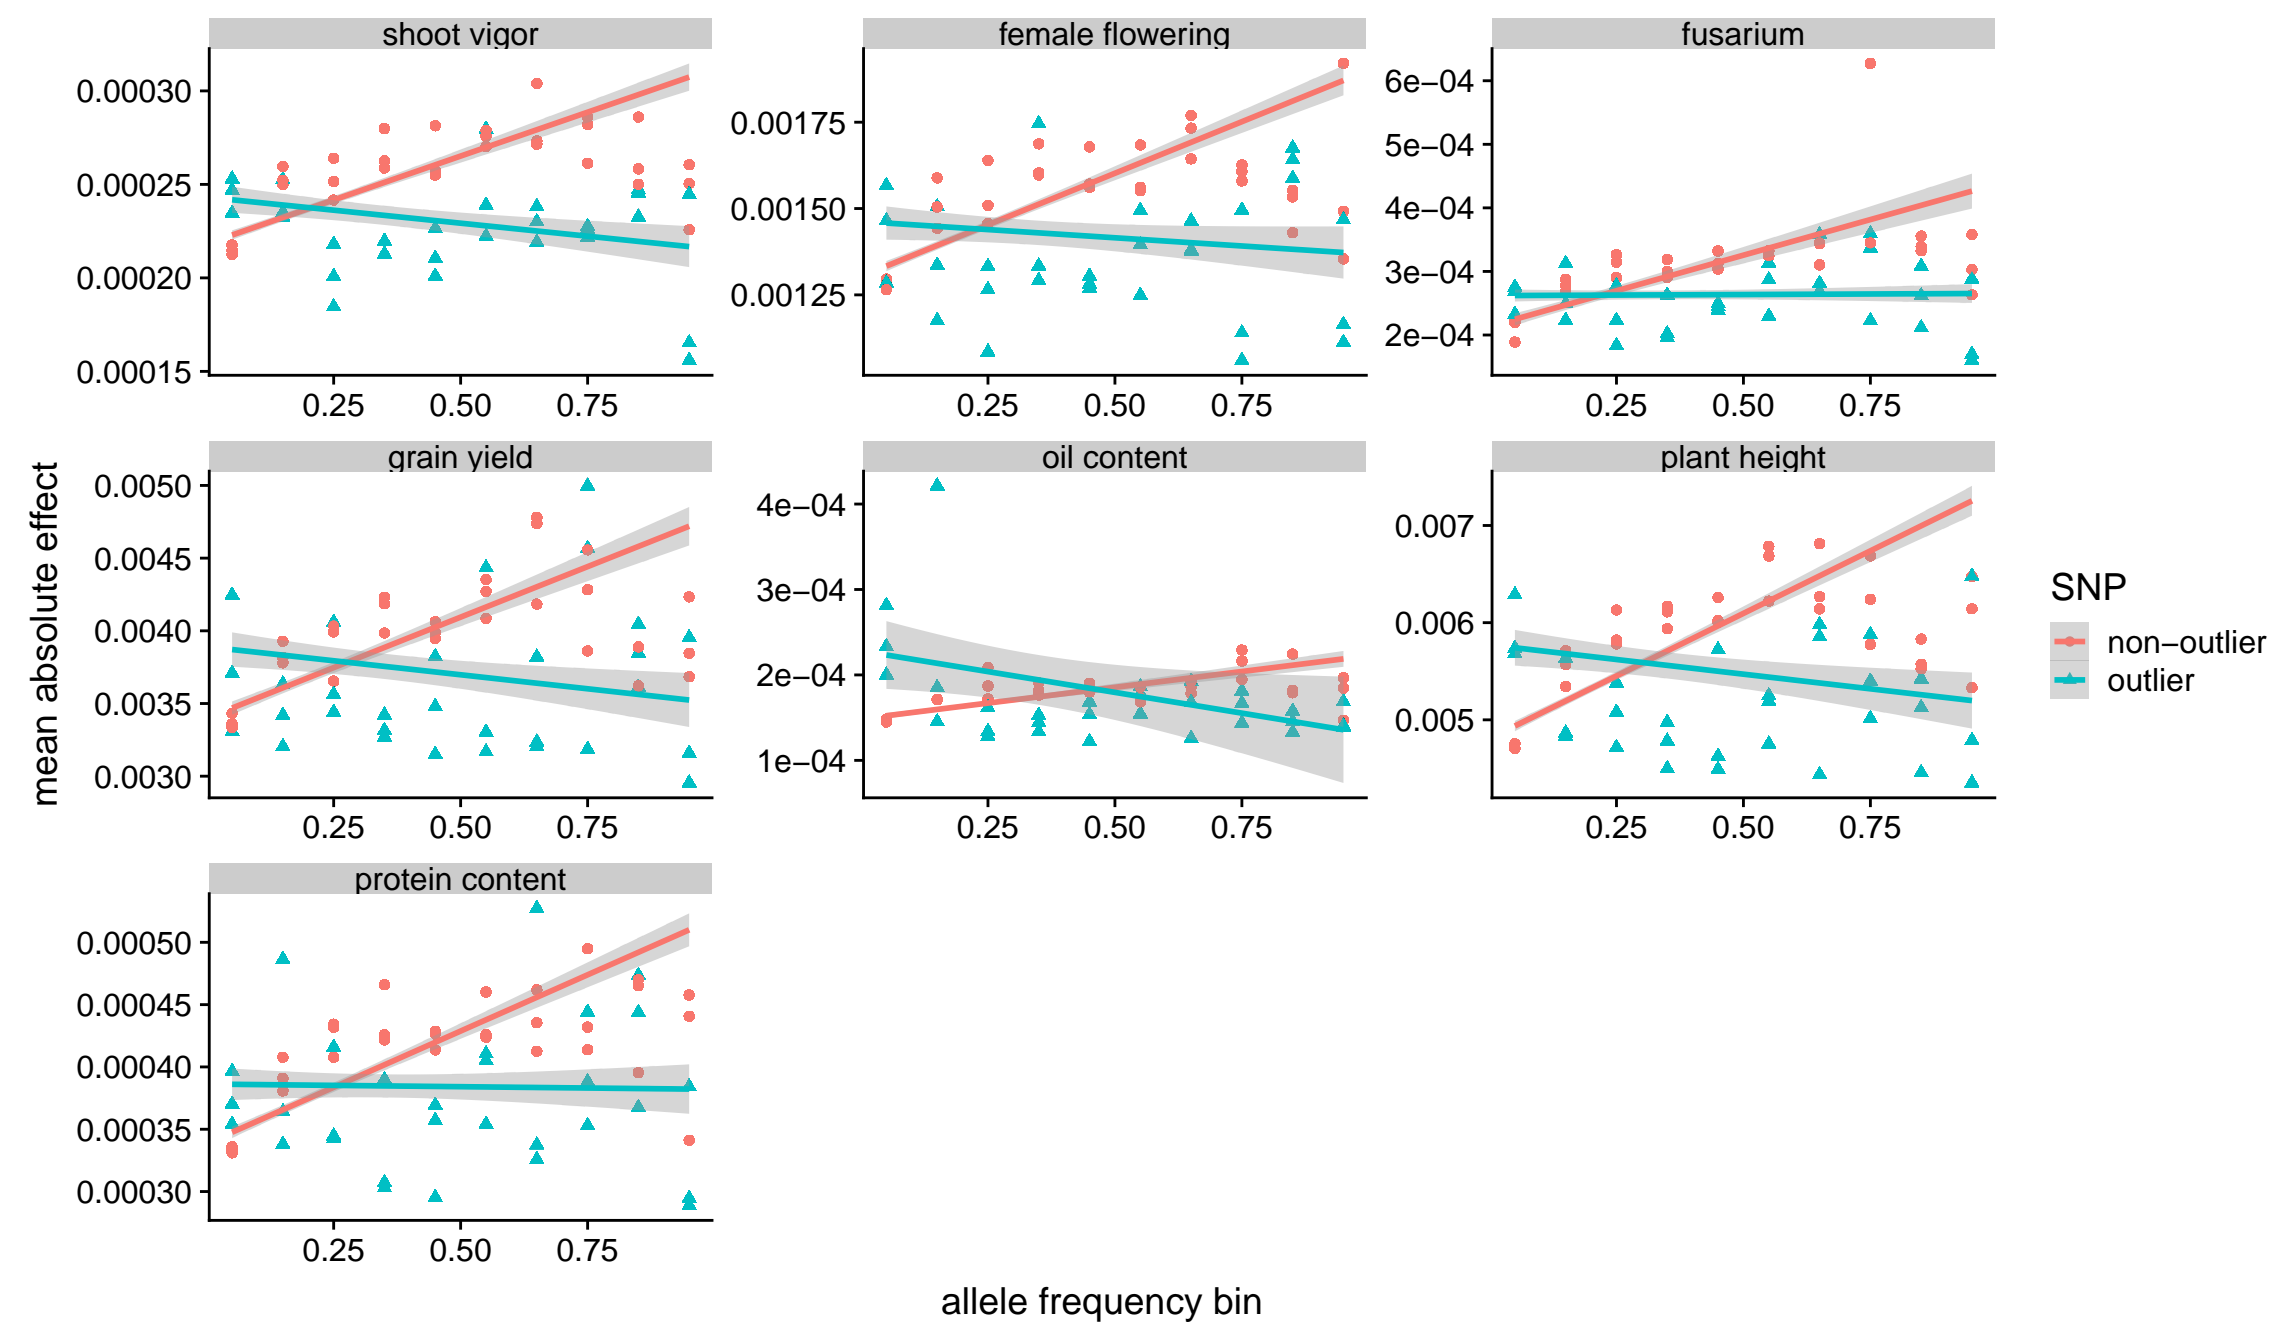 shoot vigor
female flowering
fusarium
0.00030
0.00025
0.00020
0.00015
0.00175
0.00150
0.00125
6e−04
5e−04
4e−04
3e−04
2e−04
0.25 0.50 0.75
0.25 0.50 0.75
0.25 0.50 0.75
grain yield
oil content
plant height
mean absolute effect
0.0050
0.0045
0.0040
0.0035
0.0030
4e−04
3e−04
2e−04
1e−04
0.007
0.006
0.005
0.25 0.50 0.75
0.25 0.50 0.75
0.25 0.50 0.75
SNP
non-outlier
outlier
protein content
0.00050
0.00045
0.00040
0.00035
0.00030
0.25 0.50 0.75
allele frequency bin